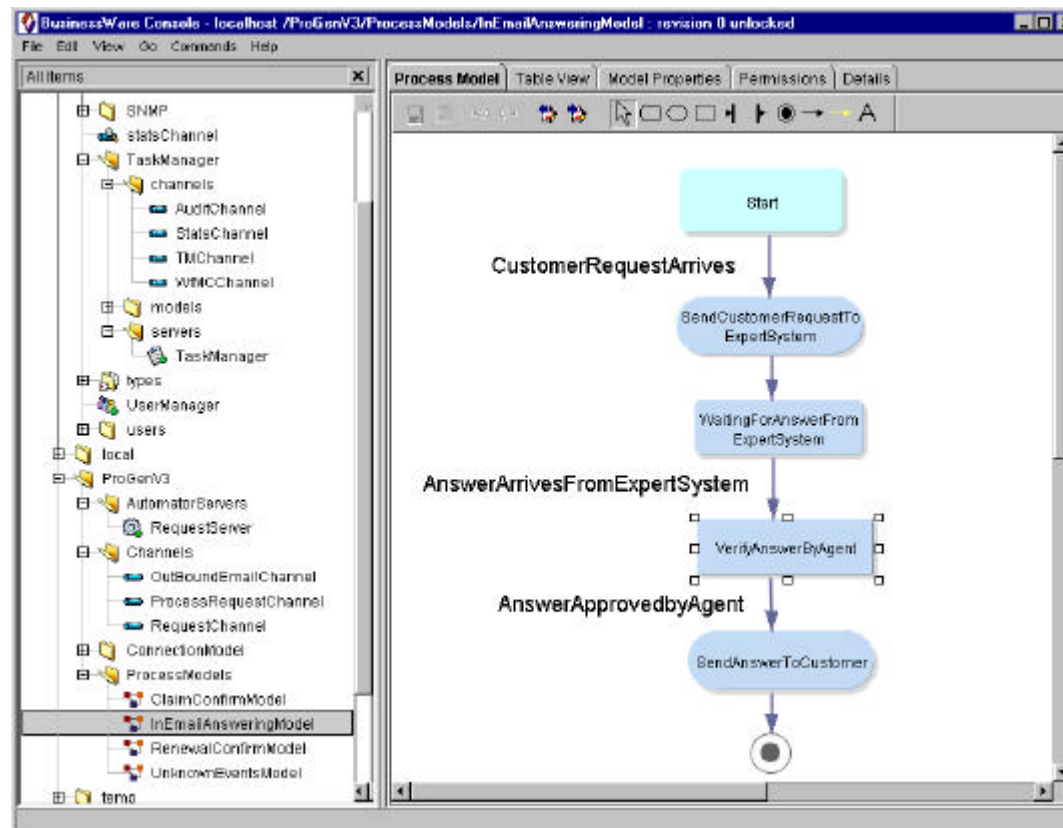 BusinessWare Console - localhost /ProGenV3/ProcessModels/InEmailAnsweringModel : revision 0 unlocked
File Edit View Go Commands Help
All Items
SNMP
statsChannel
TaskManager
channels
AuditChannel
StatsChannel
TMChannel
WfMCChannel
models
servers
TaskManager
types
UserManager
users
local
ProGenV3
AutomatorServers
RequestServer
Channels
OutBoundEmailChannel
ProcessRequestChannel
RequestChannel
ConnectionModel
ProcessModels
ClaimConfirmModel
InEmailAnsweringModel
RenewalConfirmModel
UnknownEventsModel
Process Model Table View Model Properties Permissions Details
A
Start
CustomerRequestArrives
SendCustomerRequestTo
ExpertSystem
WaitingForAnswerFrom
ExpertSystem
AnswerArrivesFromExpertSystem
VerifyAnswerByAgent
AnswerApprovedbyAgent
SendAnswerToCustomer